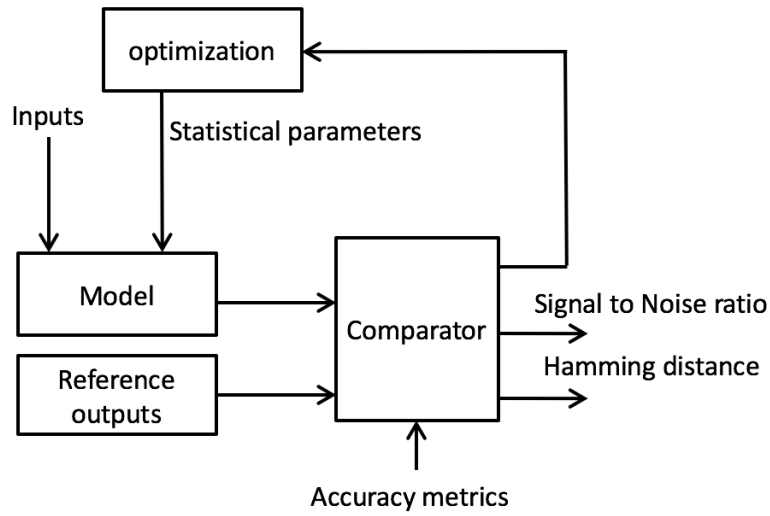 optimization
Inputs
Statistical parameters
Model
Signal to Noise ratio
Comparator
Hamming distance
Reference
outputs
Accuracy metrics